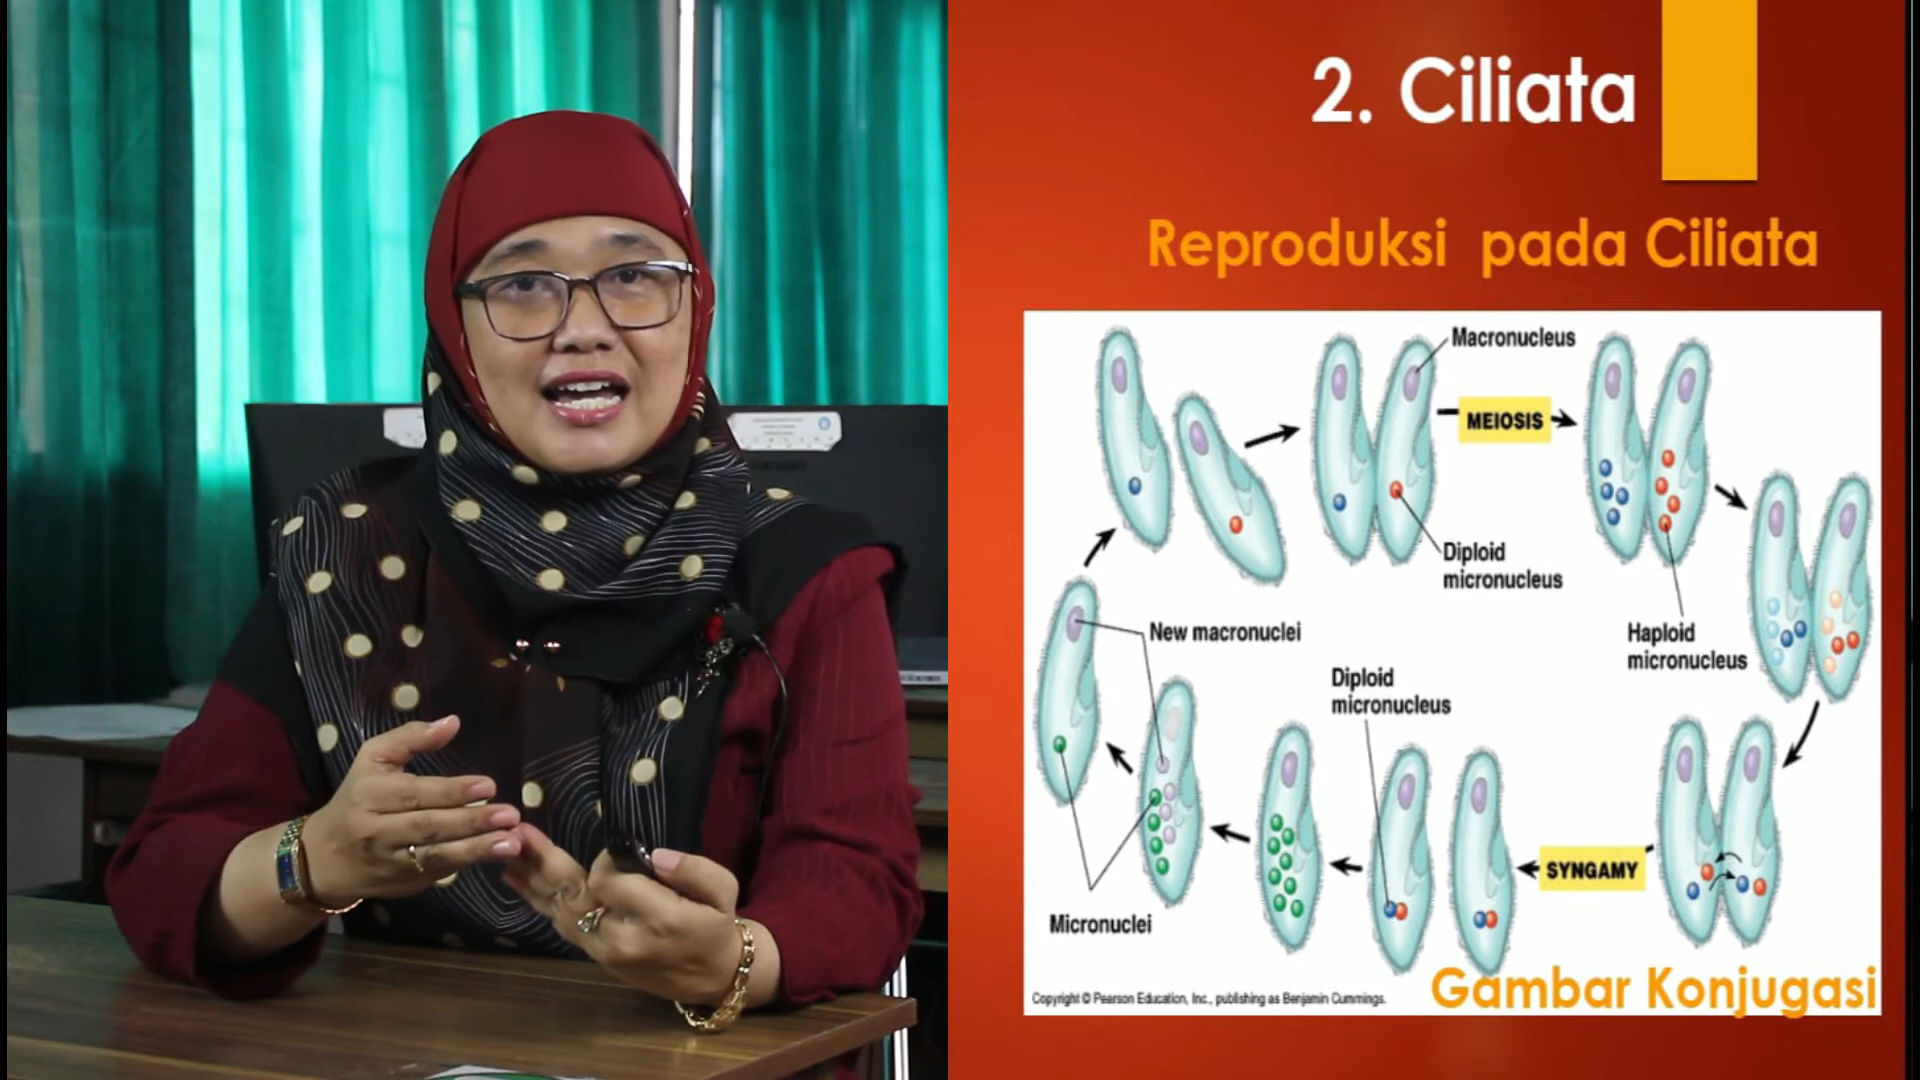 2. Ciliata
Reproduksi pada Ciliata
Macronucleus
MEIOSIS
Diploid
micronucleus
Haploid
micronucleus
New macronuclei
Diploid
micronucleus
SYNGAMY
Micronuclei
Gambar Konjugasi
Copyright © Pearson Education, Inc., publishing as Benjamin Cummings.